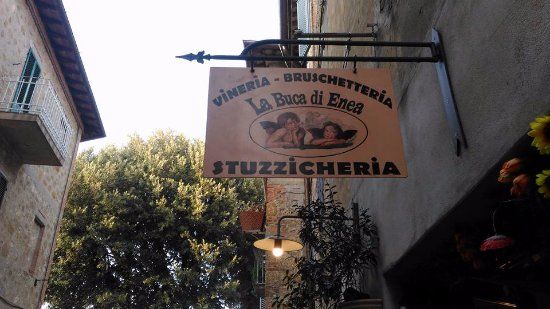 VINERIA - BRUSCHETTERIA
La Buca di Enea
STUZZICHERIA